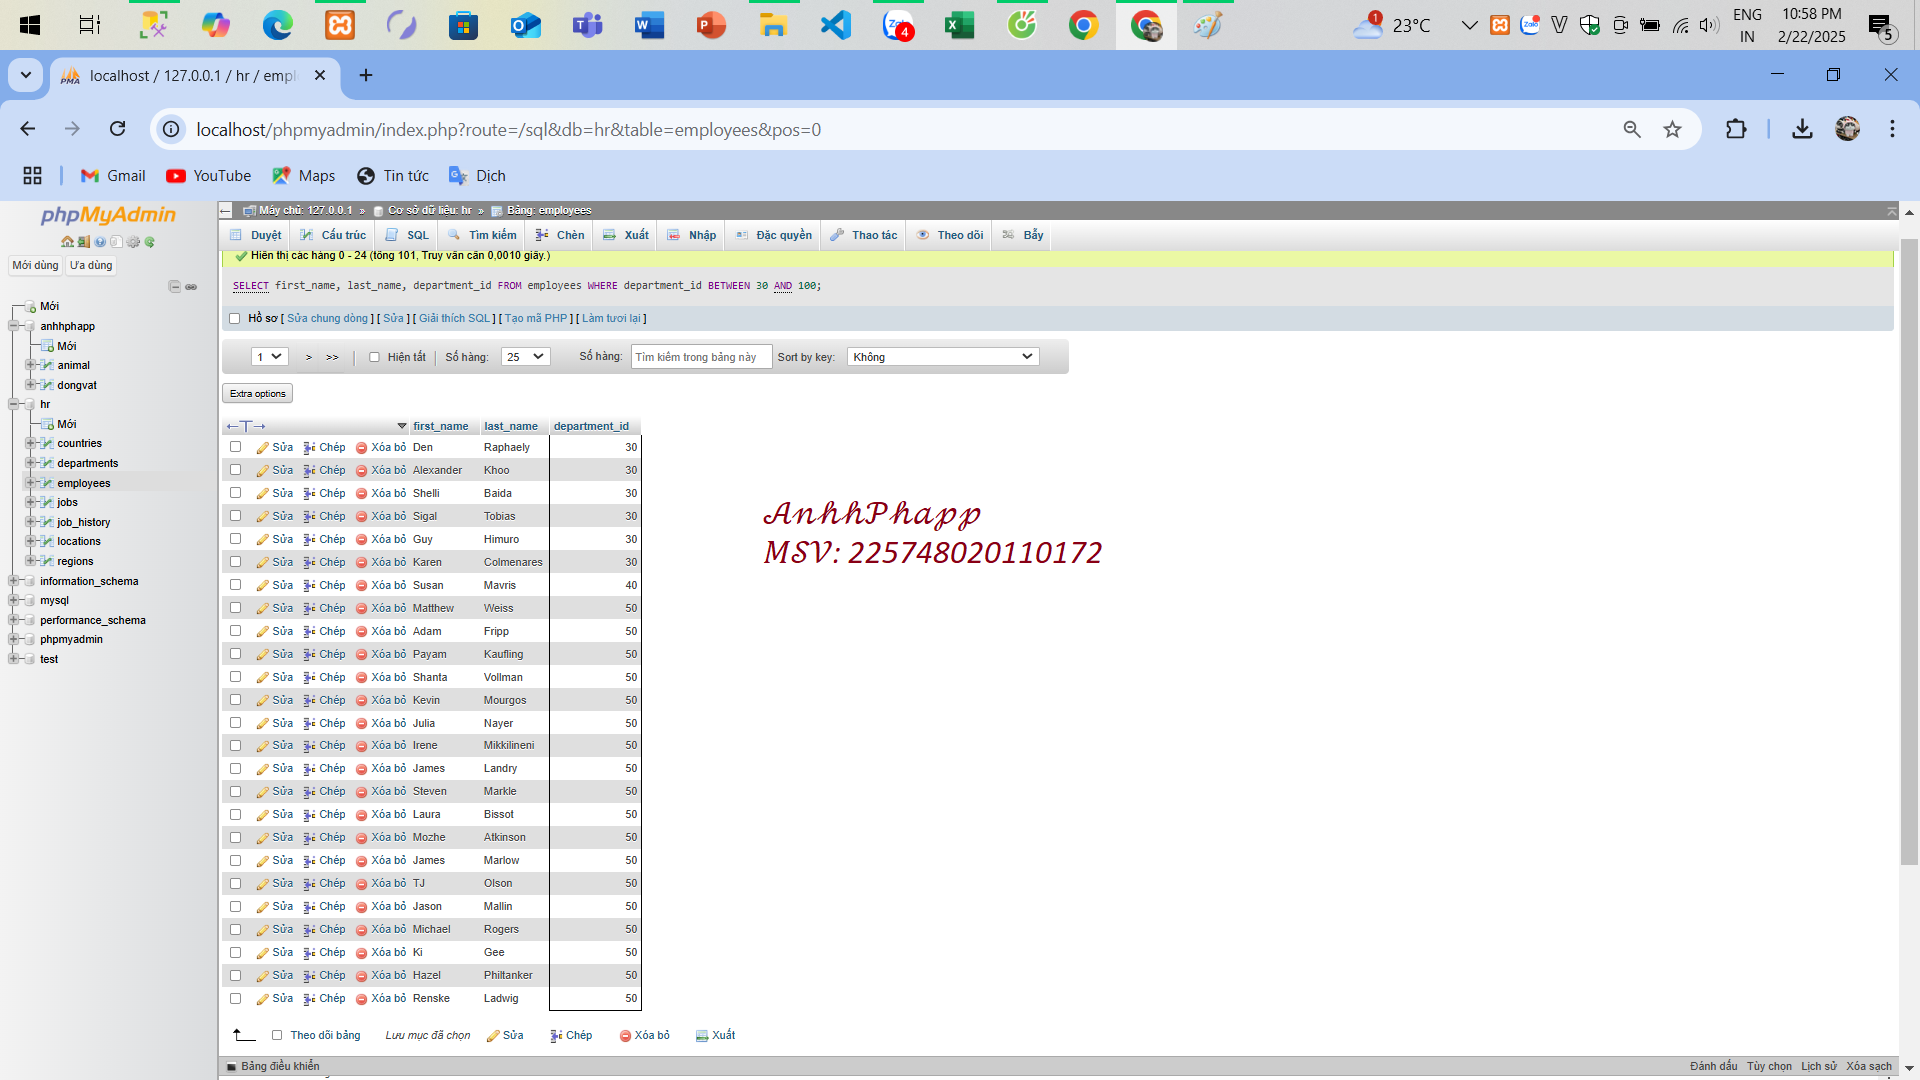 23°C
1
4
ENG
IN
10:58 PM
2/22/2025
5
PMA localhost / 127.0.0.1 / hr / empl
localhost/phpmyadmin/index.php?route=/sql&db=hr&table=employees&pos=0
Gmail YouTube Maps Tin tức Dịch
phpMyAdmin
Mới dùng Ưa dùng
Mới
anhhphapp
Mới
animal
dongvat
hr
Mới
countries
departments
employees
jobs
job_history
locations
regions
information_schema
mysql
performance_schema
phpmyadmin
test
Máy chủ: 127.0.0.1 » Cơ sở dữ liệu: hr » Bảng: employees
Duyệt Cấu trúc SQL Tìm kiếm Chèn Xuất Nhập Đặc quyền Thao tác Theo dõi Bẫy
Hiển thị các hàng 0 - 24 (tổng 101, Truy vấn cần 0,0010 giây.)
SELECT first_name, last_name, department_id FROM employees WHERE department_id BETWEEN 30 AND 100;
Hồ sơ [ Sửa chung dòng ] [ Sửa ] [ Giải thích SQL ] [ Tạo mã PHP ] [ Làm tươi lại ]
1 > >> Hiện tất Số hàng: 25 Số hàng: Tìm kiếm trong bảng này Sort by key: Không
Extra options
←T→ first_name last_name department_id
Sửa Chép Xóa bỏ Den Raphaely 30
Sửa Chép Xóa bỏ Alexander Khoo 30
Sửa Chép Xóa bỏ Shelli Baida 30
Sửa Chép Xóa bỏ Sigal Tobias 30
Sửa Chép Xóa bỏ Guy Himuro 30
Sửa Chép Xóa bỏ Karen Colmenares 30
Sửa Chép Xóa bỏ Susan Mavris 40
Sửa Chép Xóa bỏ Matthew Weiss 50
Sửa Chép Xóa bỏ Adam Fripp 50
Sửa Chép Xóa bỏ Payam Kaufling 50
Sửa Chép Xóa bỏ Shanta Vollman 50
Sửa Chép Xóa bỏ Kevin Mourgos 50
Sửa Chép Xóa bỏ Julia Nayer 50
Sửa Chép Xóa bỏ Irene Mikkilineni 50
Sửa Chép Xóa bỏ James Landry 50
Sửa Chép Xóa bỏ Steven Markle 50
Sửa Chép Xóa bỏ Laura Bissot 50
Sửa Chép Xóa bỏ Mozhe Atkinson 50
Sửa Chép Xóa bỏ James Marlow 50
Sửa Chép Xóa bỏ TJ Olson 50
Sửa Chép Xóa bỏ Jason Mallin 50
Sửa Chép Xóa bỏ Michael Rogers 50
Sửa Chép Xóa bỏ Ki Gee 50
Sửa Chép Xóa bỏ Hazel Philtanker 50
Sửa Chép Xóa bỏ Renske Ladwig 50
AnhhPhapp
MSV: 225748020110172
Theo dõi bảng Lưu mục đã chọn Sửa Chép Xóa bỏ Xuất
Bảng điều khiển Đánh dấu Tùy chọn Lịch sử Xóa sạch